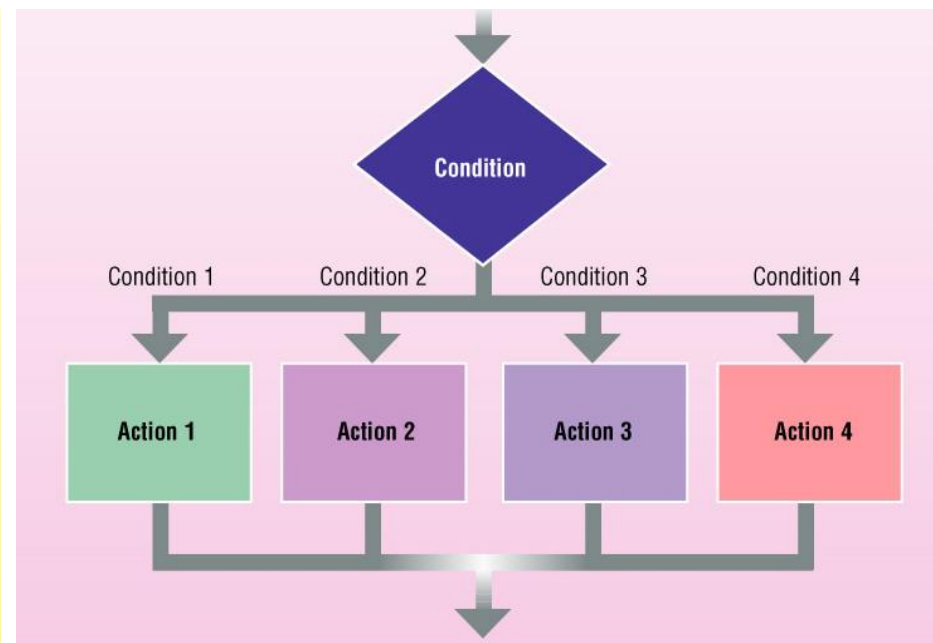 Condition
Condition 1
Condition 2
Condition 3
Condition 4
Action 1
Action 2
Action 3
Action 4